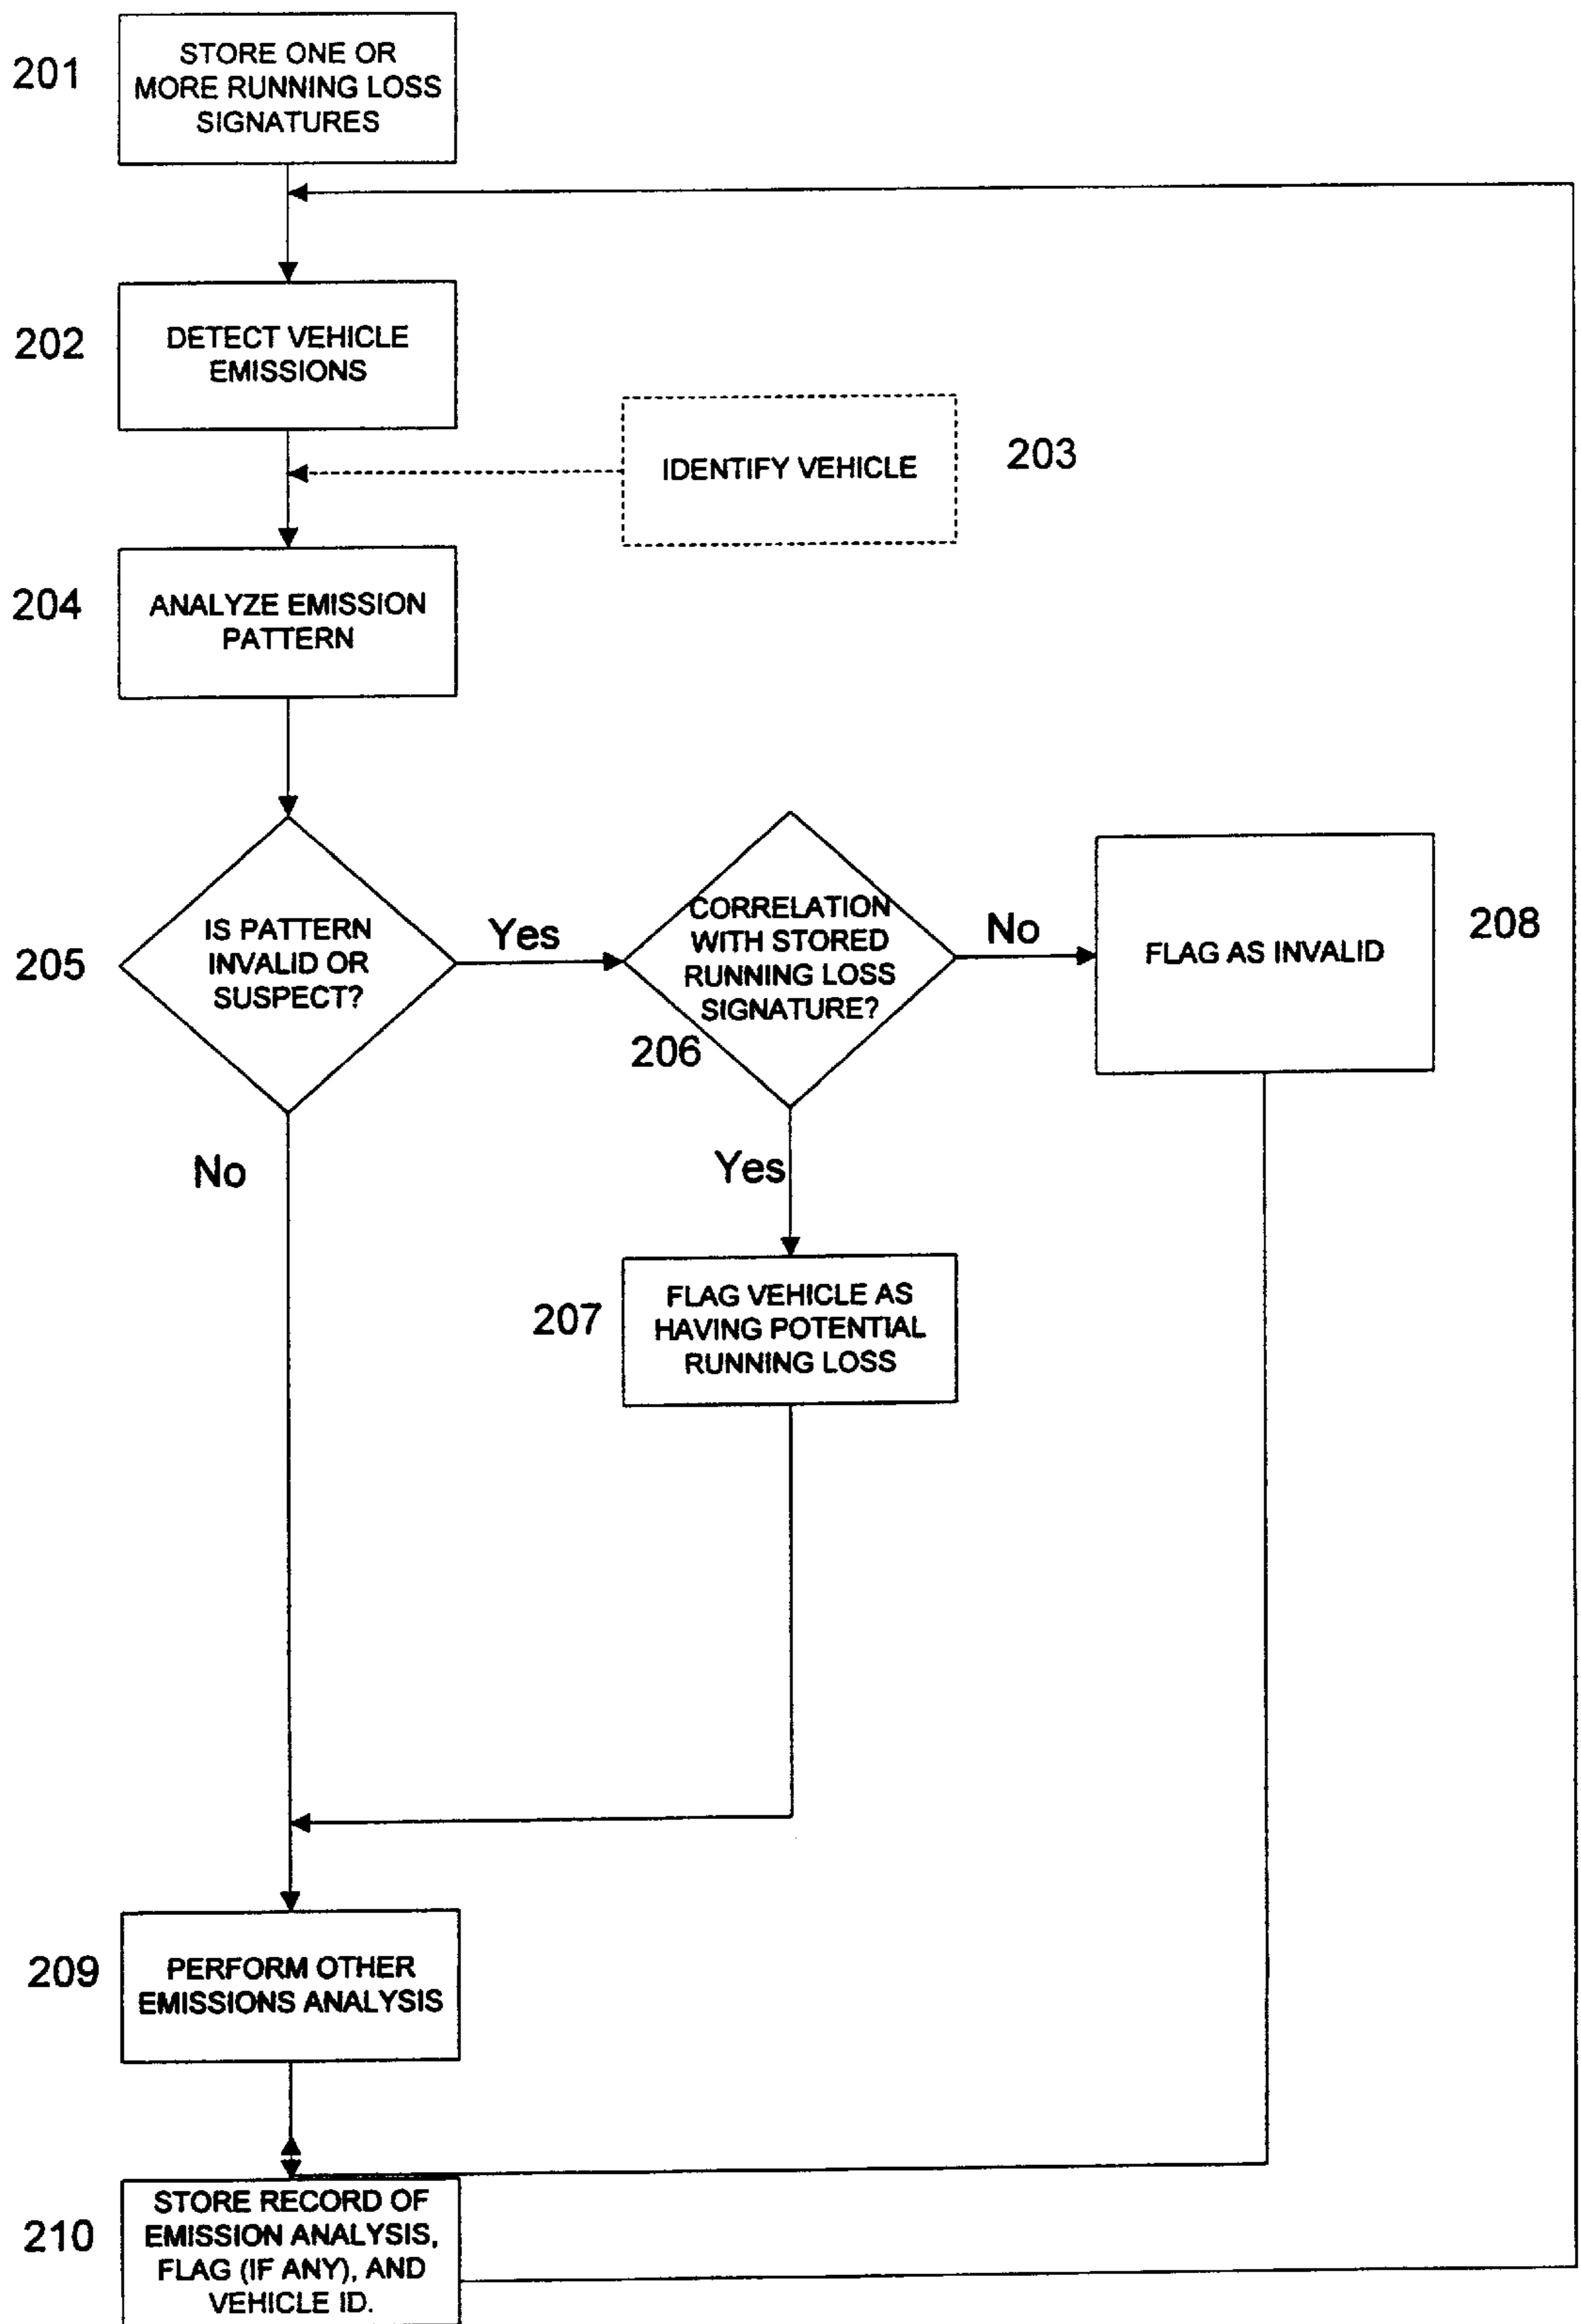 201
STORE ONE OR
MORE RUNNING LOSS
SIGNATURES
202
DETECT VEHICLE
EMISSIONS
IDENTIFY VEHICLE
203
204
ANALYZE EMISSION
PATTERN
205
IS PATTERN
INVALID OR
SUSPECT?
Yes
CORRELATION
WITH STORED
RUNNING LOSS
SIGNATURE?
206
No
FLAG AS INVALID
208
No
Yes
207
FLAG VEHICLE AS
HAVING POTENTIAL
RUNNING LOSS
209
PERFORM OTHER
EMISSIONS ANALYSIS
210
STORE RECORD OF
EMISSION ANALYSIS,
FLAG (IF ANY), AND
VEHICLE ID.